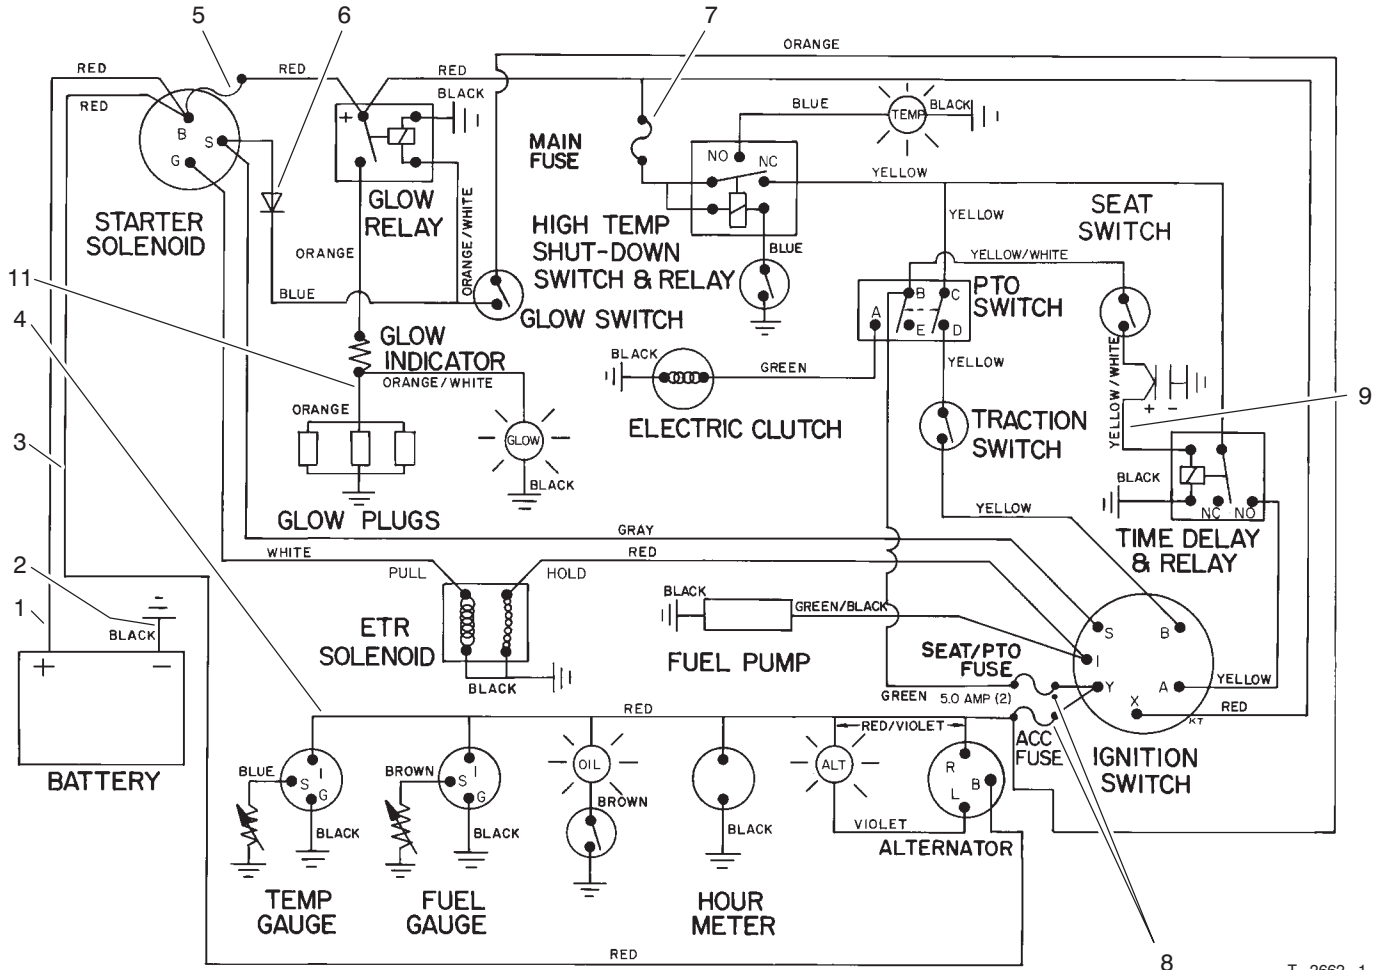 5
6
7
ORANGE
RED
RED
RED
RED
BLACK
BLUE
TEMP
BLACK
B
S
G
+
MAIN
FUSE
NO
NC
YELLOW
STARTER
SOLENOID
GLOW
RELAY
ORANGE/WHITE
HIGH TEMP
SHUT-DOWN
SWITCH & RELAY
YELLOW
SEAT
SWITCH
ORANGE
BLUE
YELLOW/WHITE
11
BLUE
GLOW SWITCH
B
C
PTO
SWITCH
A
E
D
4
GLOW
INDICATOR
ORANGE/WHITE
BLACK
GREEN
YELLOW
YELLOW/WHITE
ORANGE
+ -
9
GLOW
ELECTRIC CLUTCH
TRACTION
SWITCH
YELLOW/WHITE
3
BLACK
BLACK
NC
NO
GLOW PLUGS
YELLOW
GRAY
TIME DELAY
& RELAY
WHITE
RED
2
PULL
HOLD
1
BLACK
BLACK
GREEN/BLACK
ETR
SOLENOID
FUEL PUMP
SEAT/PTO
FUSE
S
B
I
+ -
BLACK
GREEN
5.0 AMP (2)
Y
A
YELLOW
X
RED
KT
RED
RED/VIOLET
ACC
FUSE
IGNITION
SWITCH
BATTERY
BLUE
S
I
G
BROWN
S
I
G
OIL
ALT
R
B
L
BROWN
BLACK
BLACK
BLACK
VIOLET
ALTERNATOR
TEMP
GAUGE
FUEL
GAUGE
HOUR
METER
RED
8
T-2662-1